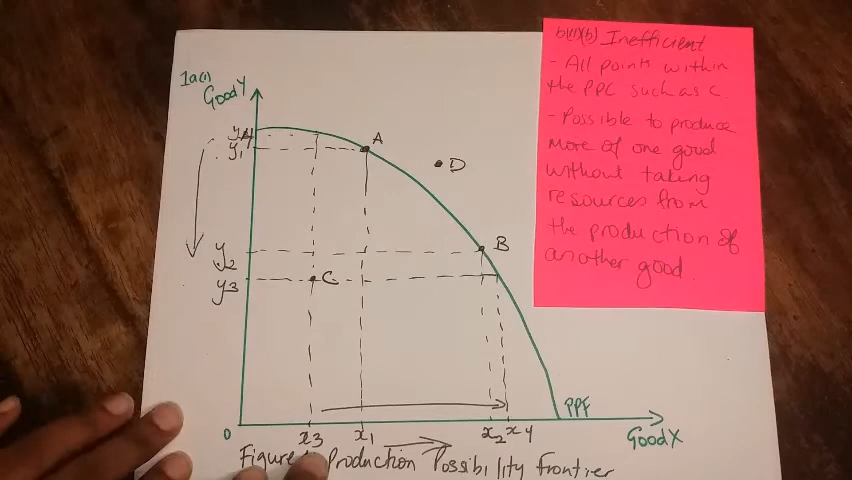 1a(1)
Good Y
y4
y1
A
D
y2
B
y3
C
PPF
0
x3
x1
x2
x4
Good X
Figure
Production Possibility Frontier
Inefficient
- All points within
the PPC such as C.
- Possible to produce
more of one good
without taking
resources from
the production of
another good